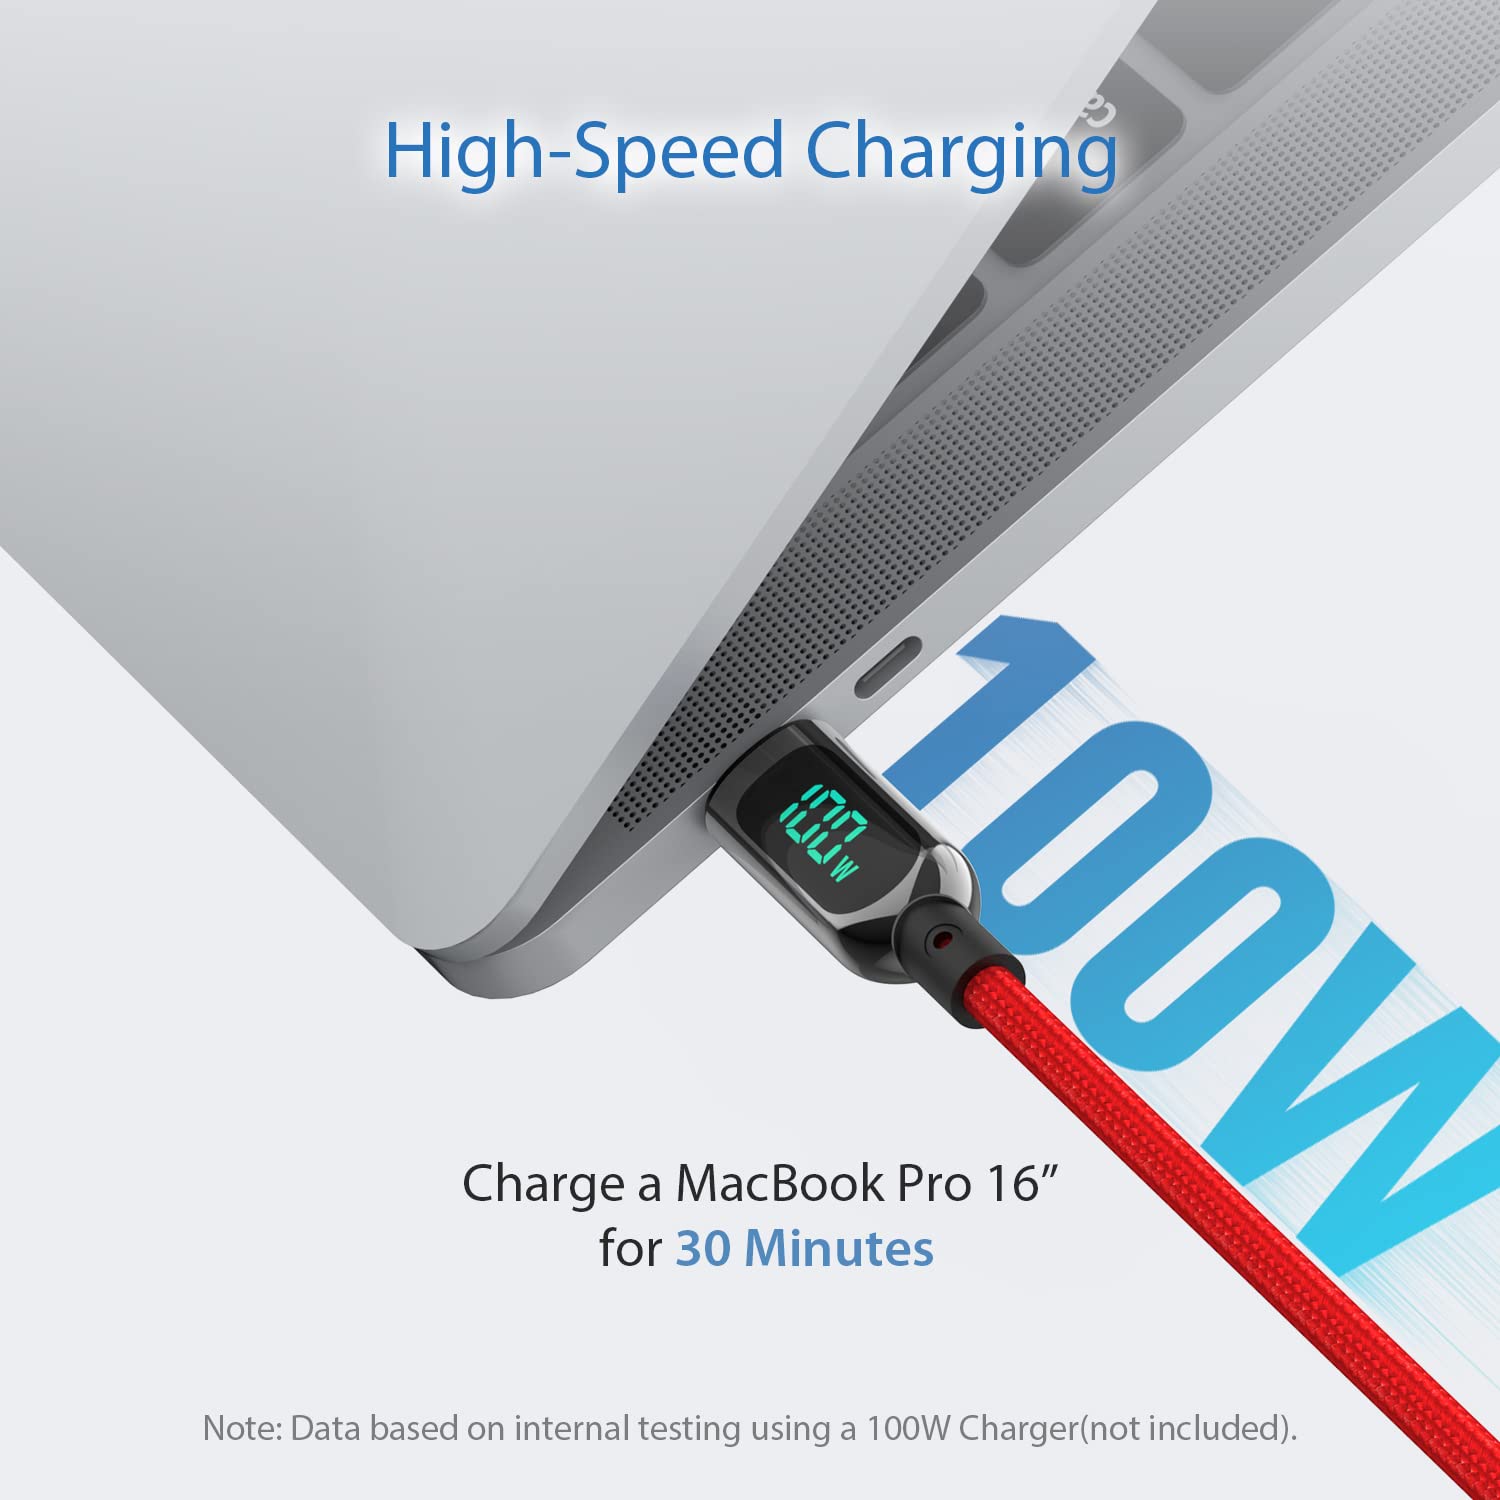 High-Speed Charging
100W
100W
Charge a MacBook Pro 16”
for 30 Minutes
Note: Data based on internal testing using a 100W Charger(not included).